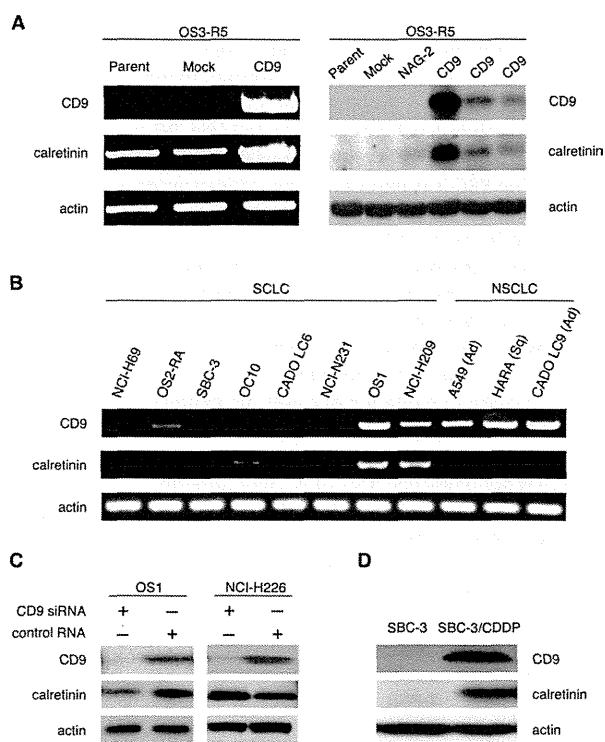 A
OS3-R5
OS3-R5
Parent Mock CD9
Parent Mock NAG-2 CD9 CD9 CD9
CD9
CD9
calretinin
calretinin
actin
actin
B
SCLC
NSCLC
NCI-H69 OS2-RA SBC-3 OC10 CADO LC6 NCI-N231 OS1 NCI-H209 A549 (Ad) HARA (Sq) CADO LC9 (Ad)
CD9
calretinin
actin
C
OS1
NCI-H226
CD9 siRNA + − + −
control RNA − + − +
CD9
calretinin
actin
D
SBC-3 SBC-3/CDDP
CD9
calretinin
actin